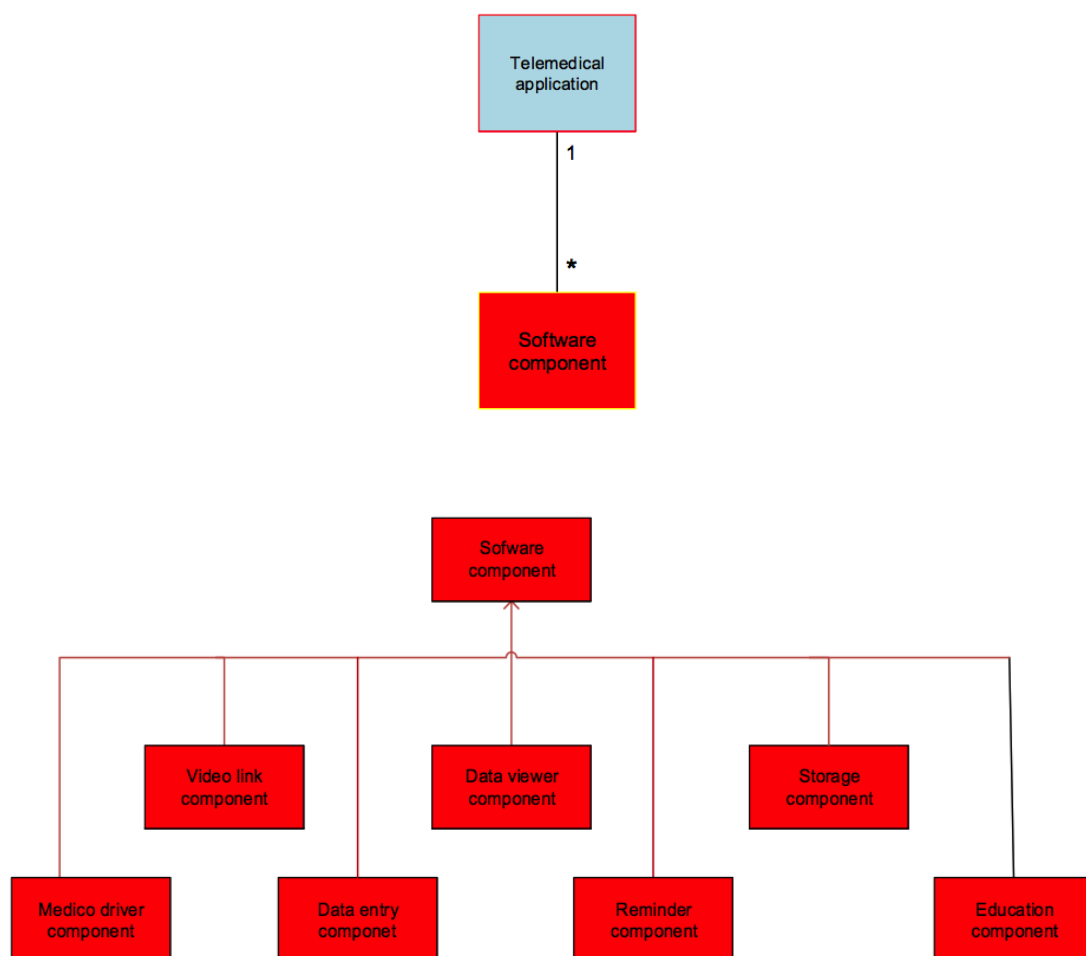 Telemedical
application
1
*
Software
component
Sofware
component
Video link
component
Data viewer
component
Storage
component
Medico driver
component
Data entry
componet
Reminder
component
Education
component